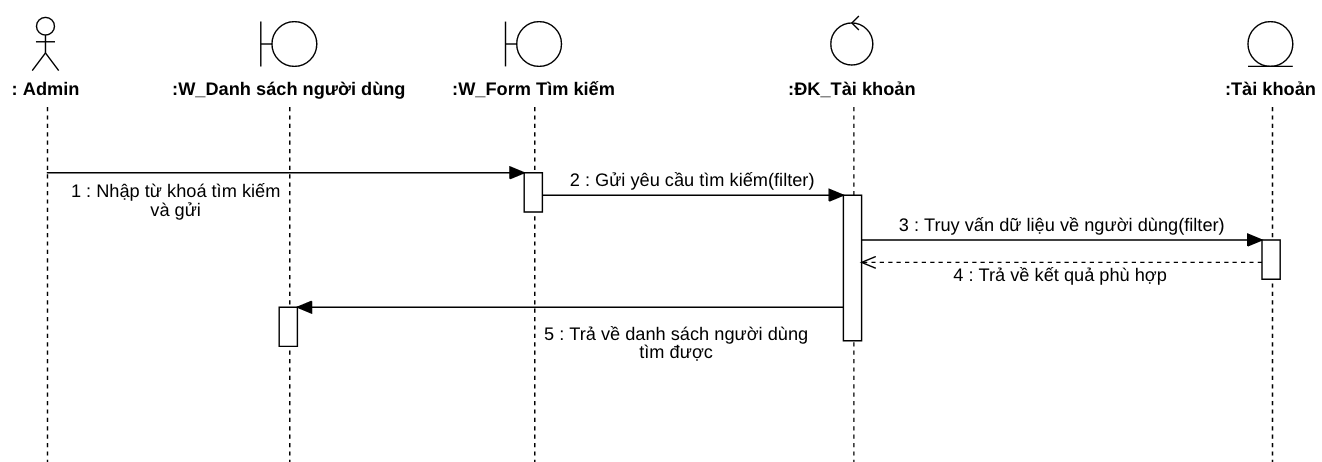 : Admin
:W_Danh sách người dùng
:W_Form Tìm kiếm
:ĐK_Tài khoản
:Tài khoản
1 : Nhập từ khoá tìm kiếm
và gửi
2 : Gửi yêu cầu tìm kiếm(filter)
3 : Truy vấn dữ liệu về người dùng(filter)
4 : Trả về kết quả phù hợp
5 : Trả về danh sách người dùng
tìm được